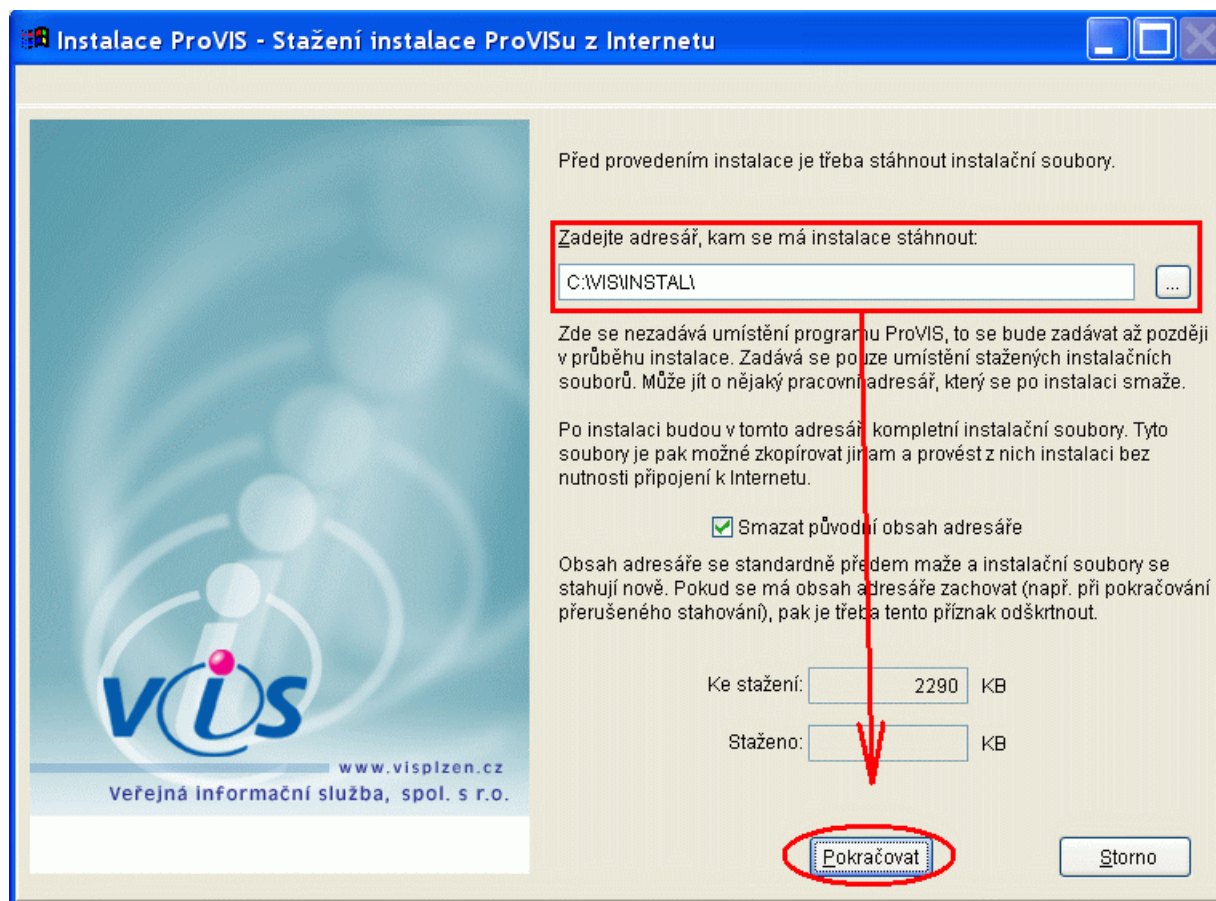 Instalace ProVIS - Stažení instalace ProVISu z Internetu
Před provedením instalace je třeba stáhnout instalační soubory.
Zadejte adresář, kam se má instalace stáhnout:
C:\VIS\INSTAL\
...
Zde se nezadává umístění programu ProVIS, to se bude zadávat až později
v průběhu instalace. Zadává se pouze umístění stažených instalačních
souborů. Může jít o nějaký pracovní adresář, který se po instalaci smaže.
Po instalaci budou v tomto adresáři kompletní instalační soubory. Tyto
soubory je pak možné zkopírovat jinam a provést z nich instalaci bez
nutnosti připojení k Internetu.
Smazat původní obsah adresáře
Obsah adresáře se standardně předem maže a instalační soubory se
stahují nově. Pokud se má obsah adresáře zachovat (např. při pokračování
přerušeného stahování), pak je třeba tento příznak odškrtnout.
Ke stažení: 2290 KB
Staženo: KB
Pokračovat
Storno
vis
www.visplzen.cz
Veřejná informační služba, spol. s r.o.